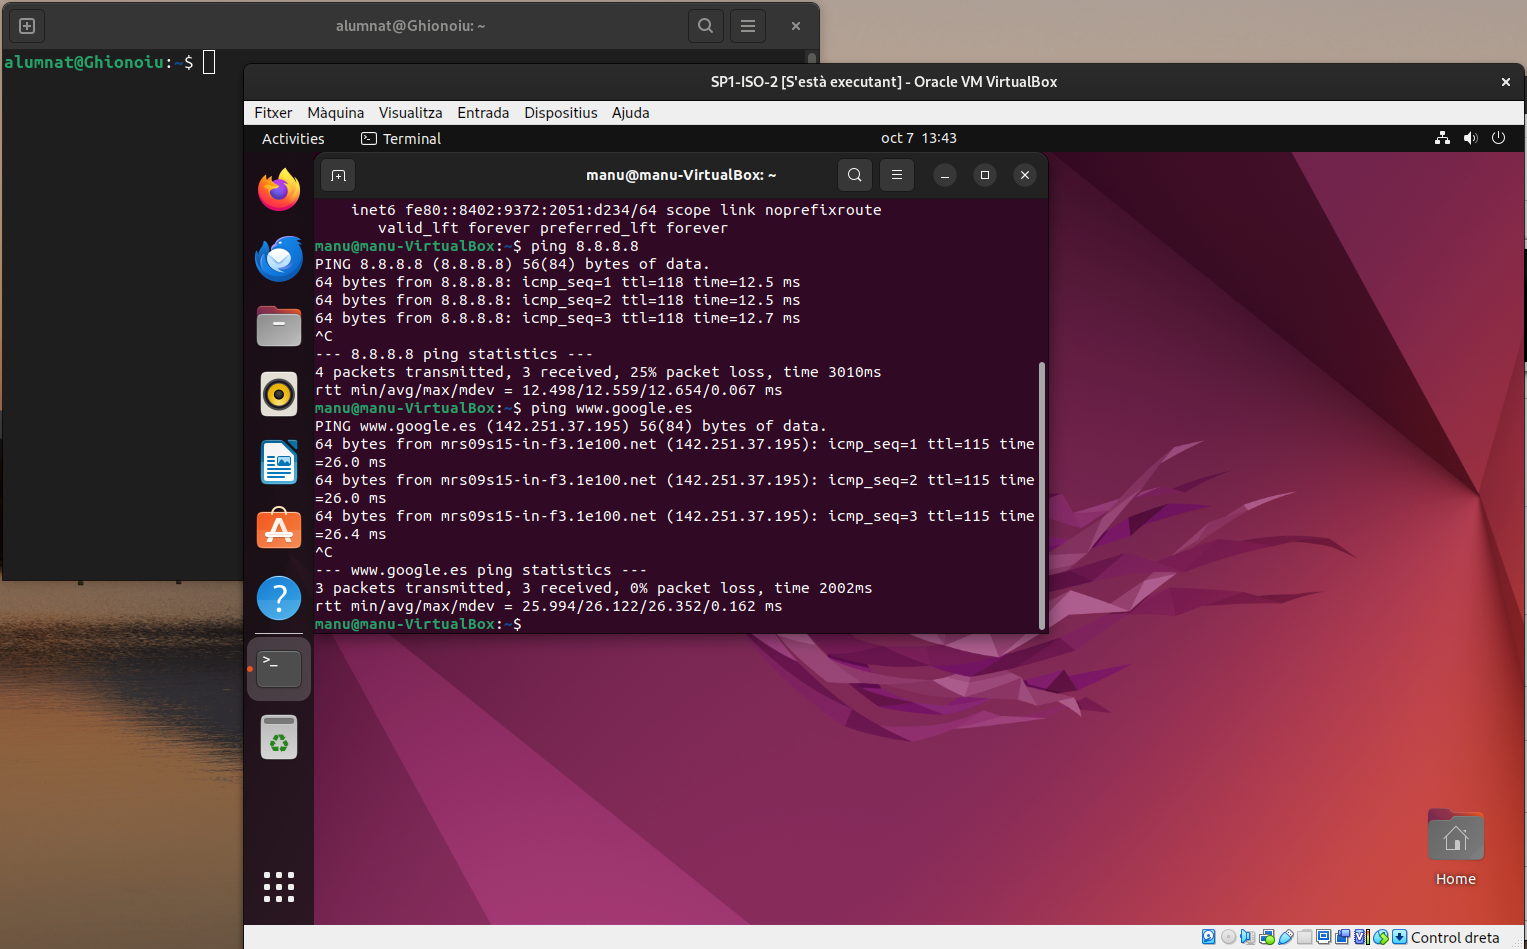 alumnat@Ghionoiu: ~
alumnat@Ghionoiu:~$
SP1-ISO-2 [S'està executant] - Oracle VM VirtualBox
Fitxer Màquina Visualitza Entrada Dispositius Ajuda
Activities Terminal oct 7 13:43
manu@manu-VirtualBox: ~
inet6 fe80::8402:9372:2051:d234/64 scope link noprefixroute
valid_lft forever preferred_lft forever
manu@manu-VirtualBox:~$ ping 8.8.8.8
PING 8.8.8.8 (8.8.8.8) 56(84) bytes of data.
64 bytes from 8.8.8.8: icmp_seq=1 ttl=118 time=12.5 ms
64 bytes from 8.8.8.8: icmp_seq=2 ttl=118 time=12.5 ms
64 bytes from 8.8.8.8: icmp_seq=3 ttl=118 time=12.7 ms
^C
--- 8.8.8.8 ping statistics ---
4 packets transmitted, 3 received, 25% packet loss, time 3010ms
rtt min/avg/max/mdev = 12.498/12.559/12.654/0.067 ms
manu@manu-VirtualBox:~$ ping www.google.es
PING www.google.es (142.251.37.195) 56(84) bytes of data.
64 bytes from mrs09s15-in-f3.1e100.net (142.251.37.195): icmp_seq=1 ttl=115 time
=26.0 ms
64 bytes from mrs09s15-in-f3.1e100.net (142.251.37.195): icmp_seq=2 ttl=115 time
=26.0 ms
64 bytes from mrs09s15-in-f3.1e100.net (142.251.37.195): icmp_seq=3 ttl=115 time
=26.4 ms
^C
--- www.google.es ping statistics ---
3 packets transmitted, 3 received, 0% packet loss, time 2002ms
rtt min/avg/max/mdev = 25.994/26.122/26.352/0.162 ms
manu@manu-VirtualBox:~$
Home
Control dreta